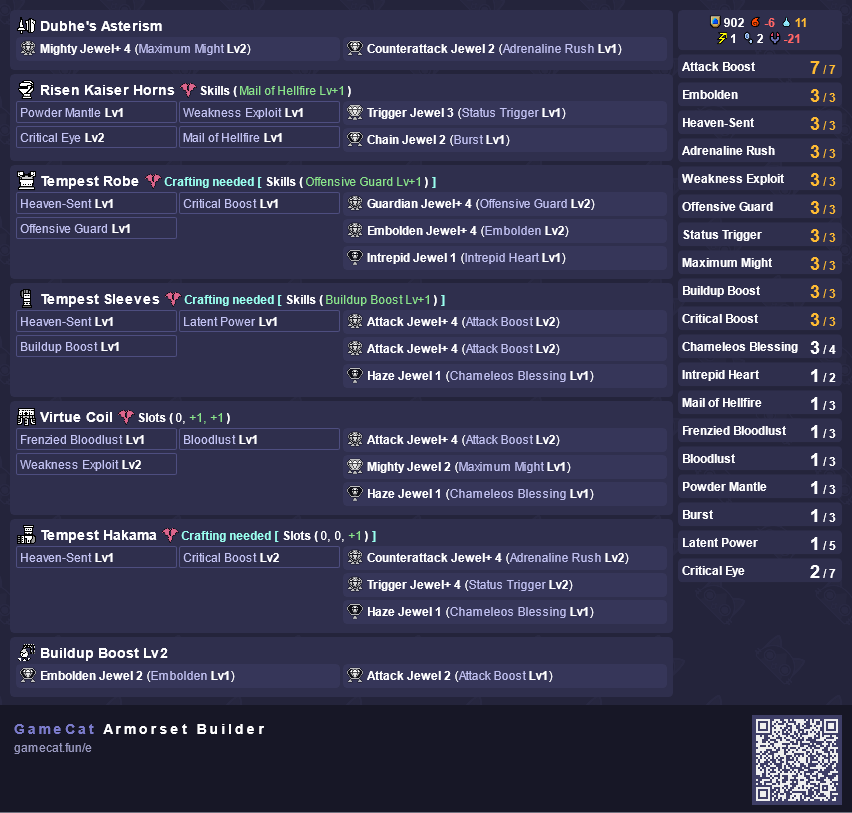 Dubhe's Asterism
Mighty Jewel+ 4 (Maximum Might Lv2)
Counterattack Jewel 2 (Adrenaline Rush Lv1)
Risen Kaiser Horns Skills ( Mail of Hellfire Lv+1 )
Powder Mantle Lv1
Weakness Exploit Lv1
Critical Eye Lv2
Mail of Hellfire Lv1
Trigger Jewel 3 (Status Trigger Lv1)
Chain Jewel 2 (Burst Lv1)
Tempest Robe Crafting needed [ Skills ( Offensive Guard Lv+1 ) ]
Heaven-Sent Lv1
Critical Boost Lv1
Offensive Guard Lv1
Guardian Jewel+ 4 (Offensive Guard Lv2)
Embolden Jewel+ 4 (Embolden Lv2)
Intrepid Jewel 1 (Intrepid Heart Lv1)
Tempest Sleeves Crafting needed [ Skills ( Buildup Boost Lv+1 ) ]
Heaven-Sent Lv1
Latent Power Lv1
Buildup Boost Lv1
Attack Jewel+ 4 (Attack Boost Lv2)
Attack Jewel+ 4 (Attack Boost Lv2)
Haze Jewel 1 (Chameleos Blessing Lv1)
Virtue Coil Slots ( 0, +1, +1 )
Frenzied Bloodlust Lv1
Bloodlust Lv1
Weakness Exploit Lv2
Attack Jewel+ 4 (Attack Boost Lv2)
Mighty Jewel 2 (Maximum Might Lv1)
Haze Jewel 1 (Chameleos Blessing Lv1)
Tempest Hakama Crafting needed [ Slots ( 0, 0, +1 ) ]
Heaven-Sent Lv1
Critical Boost Lv2
Counterattack Jewel+ 4 (Adrenaline Rush Lv2)
Trigger Jewel+ 4 (Status Trigger Lv2)
Haze Jewel 1 (Chameleos Blessing Lv1)
Buildup Boost Lv2
Embolden Jewel 2 (Embolden Lv1)
Attack Jewel 2 (Attack Boost Lv1)
902 -6 11
1 2 -21
Attack Boost 7 / 7
Embolden 3 / 3
Heaven-Sent 3 / 3
Adrenaline Rush 3 / 3
Weakness Exploit 3 / 3
Offensive Guard 3 / 3
Status Trigger 3 / 3
Maximum Might 3 / 3
Buildup Boost 3 / 3
Critical Boost 3 / 3
Chameleos Blessing 3 / 4
Intrepid Heart 1 / 2
Mail of Hellfire 1 / 3
Frenzied Bloodlust 1 / 3
Bloodlust 1 / 3
Powder Mantle 1 / 3
Burst 1 / 3
Latent Power 1 / 5
Critical Eye 2 / 7
GameCat Armorset Builder
gamecat.fun/e